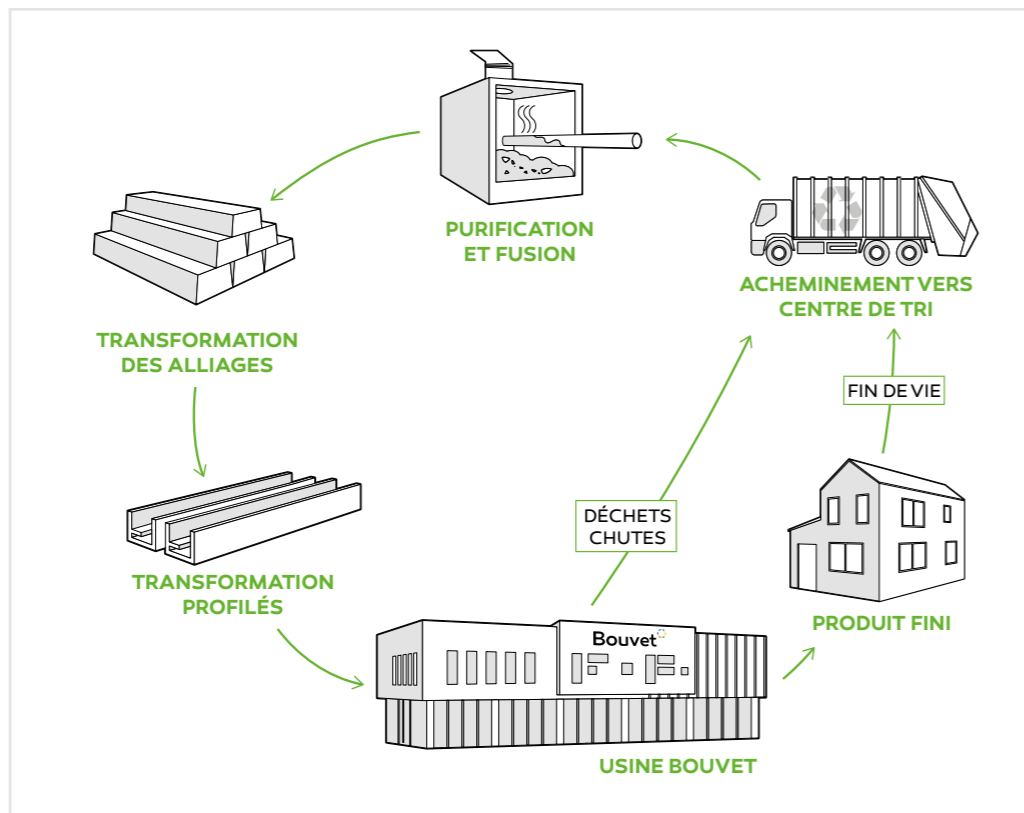 PURIFICATION
ET FUSION
ACHEMINEMENT VERS
CENTRE DE TRI
TRANSFORMATION
DES ALLIAGES
FIN DE VIE
DÉCHETS
CHUTES
TRANSFORMATION
PROFILÉS
PRODUIT FINI
Bouvet
USINE BOUVET